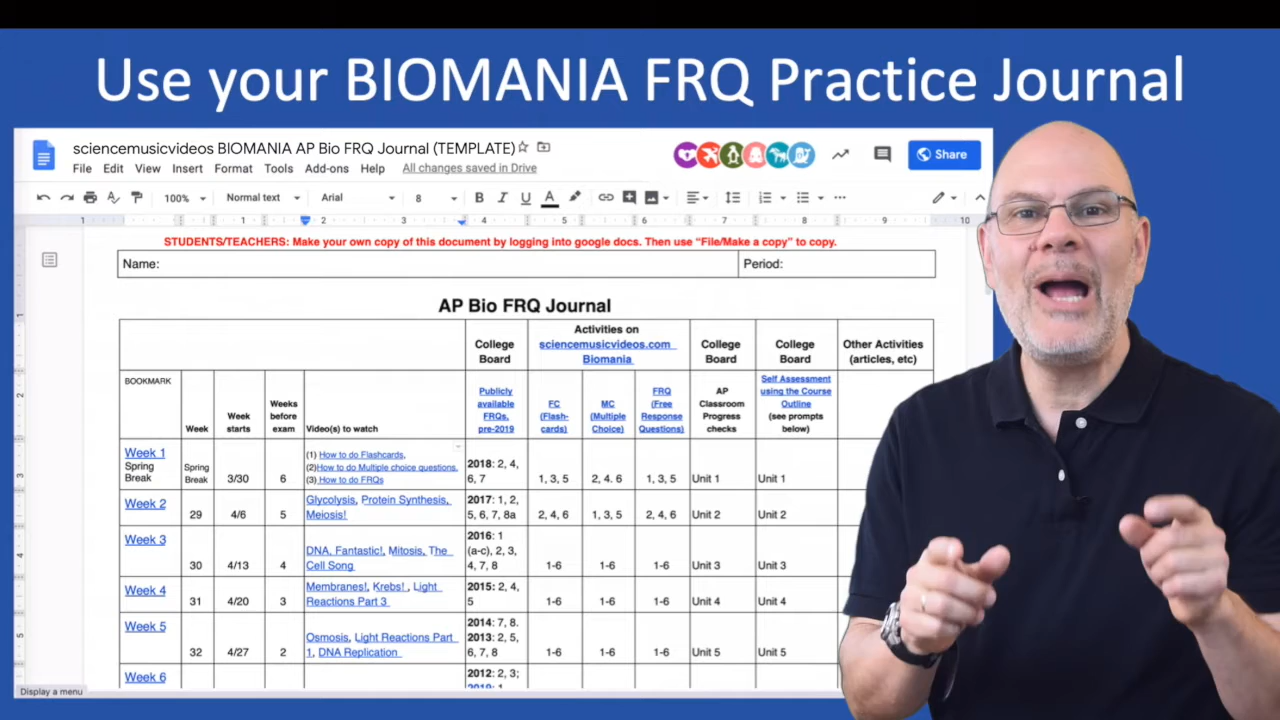 Use your BIOMANIA FRQ Practice Journal
sciencemusicvideos BIOMANIA AP Bio FRQ Journal (TEMPLATE)
File Edit View Insert Format Tools Add-ons Help All changes saved in Drive
Share
100% Normal text Arial 8 B I U A
1 1 2 3 4 5 6 7 8 9 10
STUDENTS/TEACHERS: Make your own copy of this document by logging into google docs. Then use “File/Make a copy” to copy.
Name: Period:
AP Bio FRQ Journal
College
Board
Activities on
sciencemusicvideos.com
Biomania
College
Board
College
Board
Other Activities
(articles, etc)
BOOKMARK
Week
Week
starts
Weeks
before
exam
Video(s) to watch
Publicly
available
FRQs,
pre-2019
FC
(Flash-
cards)
MC
(Multiple
Choice)
FRQ
(Free
Response
Questions)
AP
Classroom
Progress
checks
Self Assessment
using the Course
Outline
(see prompts
below)
Week 1
Spring
Break
Spring
Break
3/30
6
(1) How to do Flashcards,
(2)How to do Multiple choice questions,
(3) How to do FRQs
2018: 2, 4,
6, 7
1, 3, 5
2, 4. 6
1, 3, 5
Unit 1
Unit 1
Week 2
29
4/6
5
Glycolysis, Protein Synthesis,
Meiosis!
2017: 1, 2,
5, 6, 7, 8a
2, 4, 6
1, 3, 5
2, 4, 6
Unit 2
Unit 2
Week 3
30
4/13
4
DNA, Fantastic!, Mitosis, The
Cell Song
2016: 1
(a-c), 2, 3,
4, 7, 8
1-6
1-6
1-6
Unit 3
Unit 3
Week 4
31
4/20
3
Membranes!, Krebs! , Light
Reactions Part 3
2015: 2, 4,
5
1-6
1-6
1-6
Unit 4
Unit 4
Week 5
32
4/27
2
Osmosis, Light Reactions Part
1, DNA Replication
2014: 7, 8.
2013: 2, 5,
6, 7, 8
1-6
1-6
1-6
Unit 5
Unit 5
Week 6
2012: 2, 3;
Display a menu